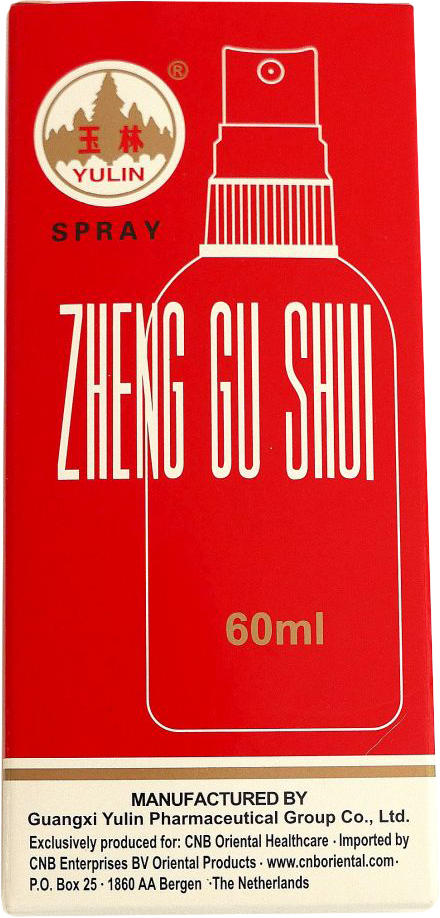 ®
玉林
YULIN
SPRAY
ZHENG GU SHUI
60ml
MANUFACTURED BY
Guangxi Yulin Pharmaceutical Group Co., Ltd.
Exclusively produced for: CNB Oriental Healthcare · Imported by
CNB Enterprises BV Oriental Products · www.cnboriental.com·
P.O. Box 25 · 1860 AA Bergen · The Netherlands